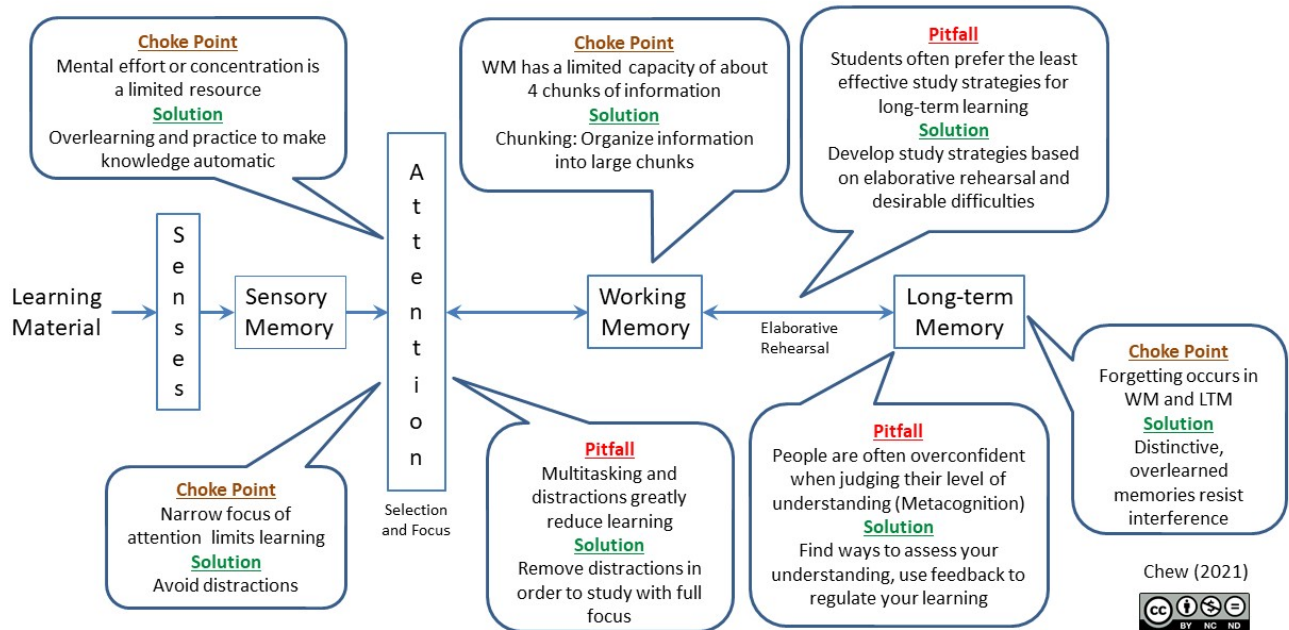 Choke Point
Mental effort or concentration is
a limited resource
Solution
Overlearning and practice to make
knowledge automatic
Choke Point
WM has a limited capacity of about
4 chunks of information
Solution
Chunking: Organize information
into large chunks
Pitfall
Students often prefer the least
effective study strategies for
long-term learning
Solution
Develop study strategies based
on elaborative rehearsal and
desirable difficulties
Learning
Material
Senses
Sensory
Memory
Attention
Selection
and Focus
Working
Memory
Elaborative
Rehearsal
Long-term
Memory
Choke Point
Narrow focus of
attention limits learning
Solution
Avoid distractions
Pitfall
Multitasking and
distractions greatly
reduce learning
Solution
Remove distractions in
order to study with full
focus
Pitfall
People are often overconfident
when judging their level of
understanding (Metacognition)
Solution
Find ways to assess your
understanding, use feedback to
regulate your learning
Choke Point
Forgetting occurs in
WM and LTM
Solution
Distinctive,
overlearned
memories resist
interference
Chew (2021)
cc
BY NC ND